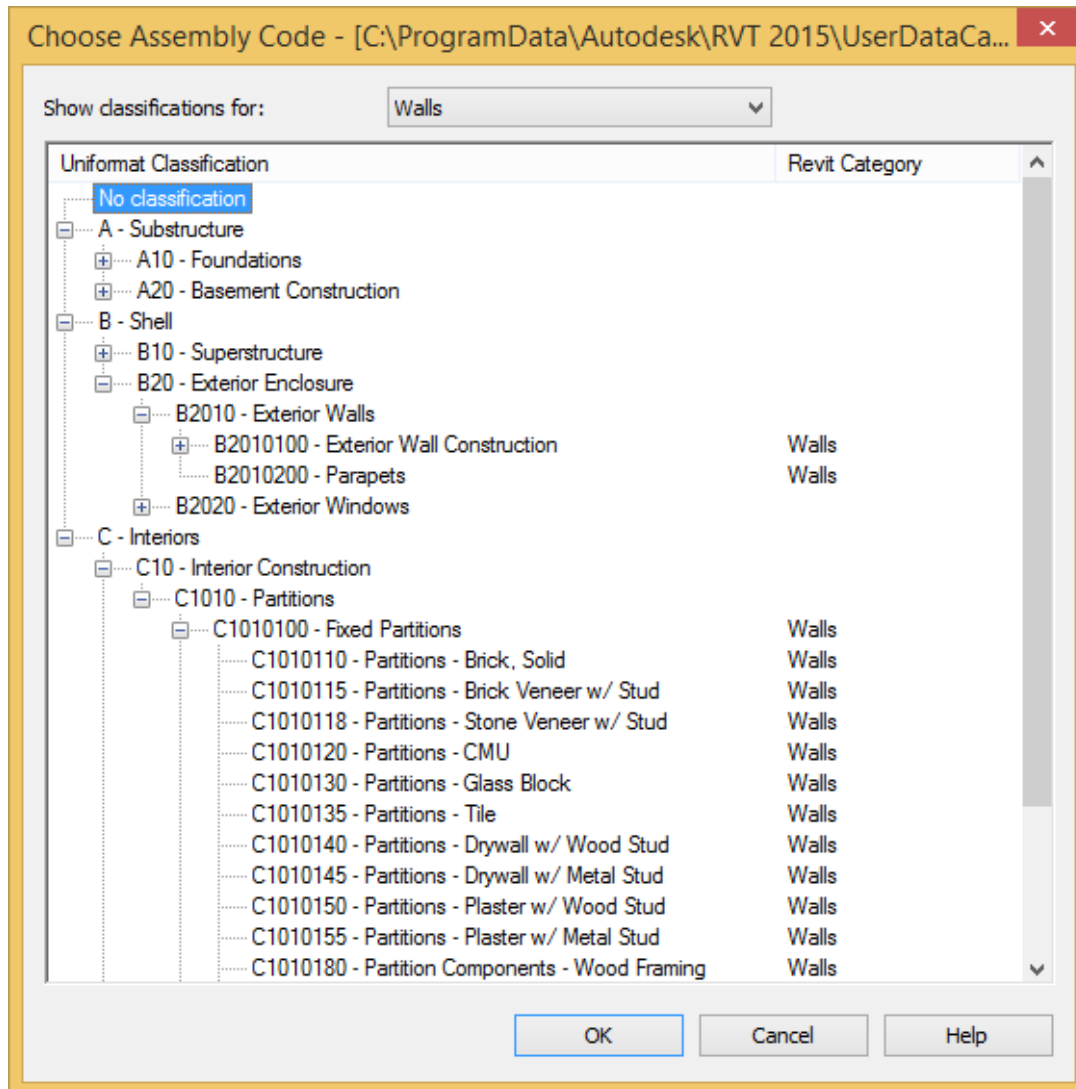 Choose Assembly Code - [C:\ProgramData\Autodesk\RVT 2015\UserDataCa...
Show classifications for: Walls
Uniformat Classification Revit Category
No classification
A - Substructure
A10 - Foundations
A20 - Basement Construction
B - Shell
B10 - Superstructure
B20 - Exterior Enclosure
B2010 - Exterior Walls
B2010100 - Exterior Wall Construction Walls
B2010200 - Parapets Walls
B2020 - Exterior Windows
C - Interiors
C10 - Interior Construction
C1010 - Partitions
C1010100 - Fixed Partitions Walls
C1010110 - Partitions - Brick, Solid Walls
C1010115 - Partitions - Brick Veneer w/ Stud Walls
C1010118 - Partitions - Stone Veneer w/ Stud Walls
C1010120 - Partitions - CMU Walls
C1010130 - Partitions - Glass Block Walls
C1010135 - Partitions - Tile Walls
C1010140 - Partitions - Drywall w/ Wood Stud Walls
C1010145 - Partitions - Drywall w/ Metal Stud Walls
C1010150 - Partitions - Plaster w/ Wood Stud Walls
C1010155 - Partitions - Plaster w/ Metal Stud Walls
C1010180 - Partition Components - Wood Framing Walls
OK Cancel Help